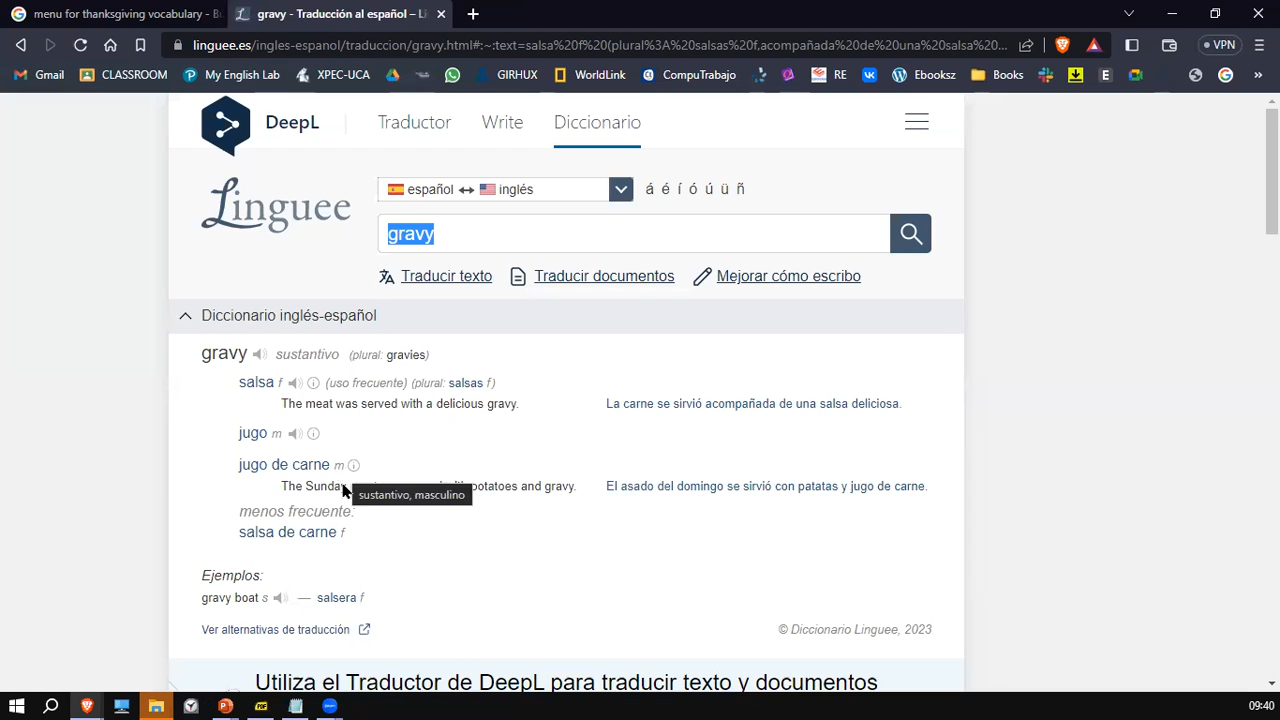 menu for thanksgiving vocabulary - B
gravy - Traducción al español – Li
linguee.es/ingles-espanol/traduccion/gravy.html#:~:text=salsa%20f%20(plural%3A%20salsas%20f,acompañada%20de%20una%20salsa%20...
VPN
Gmail CLASSROOM My English Lab XPEC-UCA GIRHUX WorldLink CompuTrabajo RE Ebooksz Books E »
DeepL Traductor Write Diccionario
Linguee
español ↔ inglés á é í ó ú ü ñ
gravy
Traducir texto Traducir documentos Mejorar cómo escribo
Diccionario inglés-español
gravy sustantivo (plural: gravies)
salsa f (uso frecuente) (plural: salsas f)
The meat was served with a delicious gravy. La carne se sirvió acompañada de una salsa deliciosa.
jugo m
jugo de carne m
The Sunday potatoes and gravy. El asado del domingo se sirvió con patatas y jugo de carne.
sustantivo, masculino
menos frecuente:
salsa de carne f
Ejemplos:
gravy boat s — salsera f
Ver alternativas de traducción © Diccionario Linguee, 2023
Utiliza el Traductor de DeepL para traducir texto y documentos
09:40